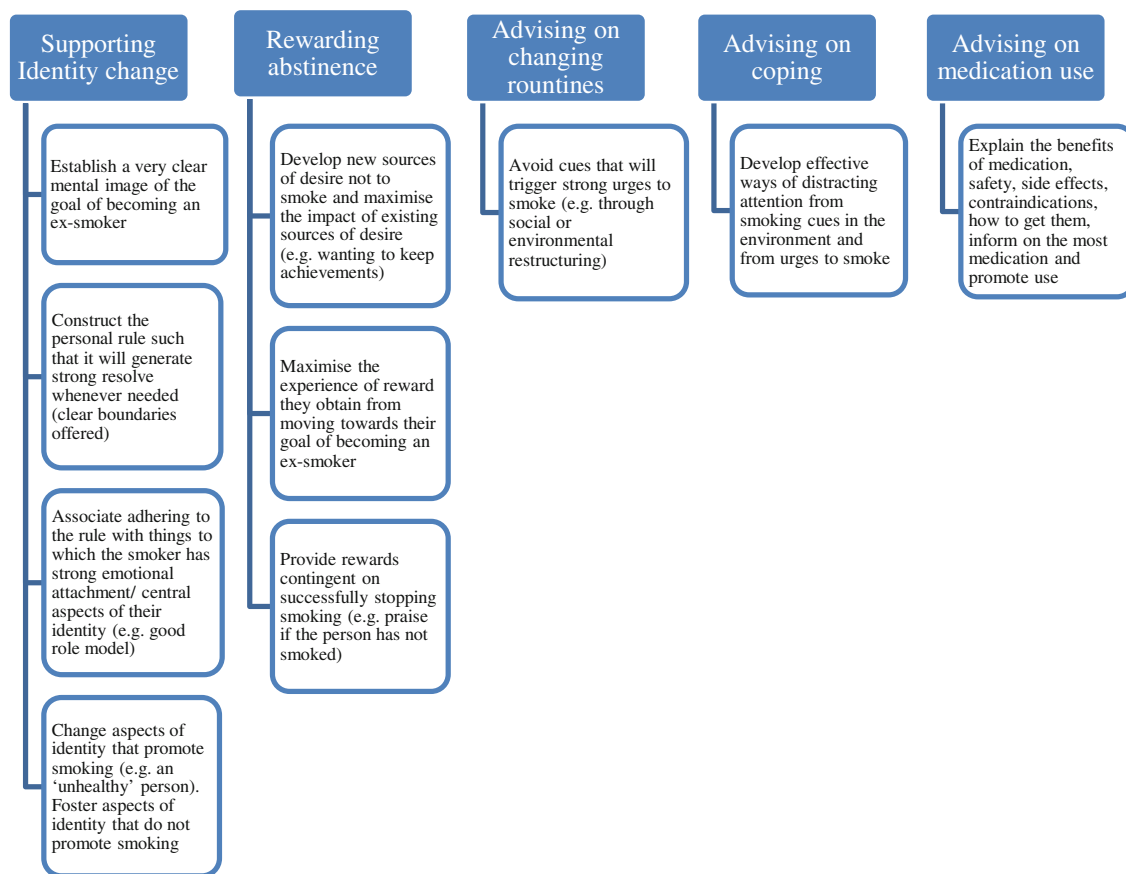 Supporting
Identity change
Establish a very clear
mental image of the
goal of becoming an
ex-smoker
Construct the
personal rule such
that it will generate
strong resolve
whenever needed
(clear boundaries
offered)
Associate adhering to
the rule with things to
which the smoker has
strong emotional
attachment/ central
aspects of their
identity (e.g. good
role model)
Change aspects of
identity that promote
smoking (e.g. an
‘unhealthy’ person).
Foster aspects of
identity that do not
promote smoking
Rewarding
abstinence
Develop new sources
of desire not to
smoke and maximise
the impact of existing
sources of desire
(e.g. wanting to keep
achievements)
Maximise the
experience of reward
they obtain from
moving towards their
goal of becoming an
ex-smoker
Provide rewards
contingent on
successfully stopping
smoking (e.g. praise
if the person has not
smoked)
Advising on
changing
rountines
Avoid cues that will
trigger strong urges to
smoke (e.g. through
social or
environmental
restructuring)
Advising on
coping
Develop effective
ways of distracting
attention from
smoking cues in the
environment and
from urges to smoke
Advising on
medication use
Explain the benefits
of medication,
safety, side effects,
contraindications,
how to get them,
inform on the most
medication and
promote use